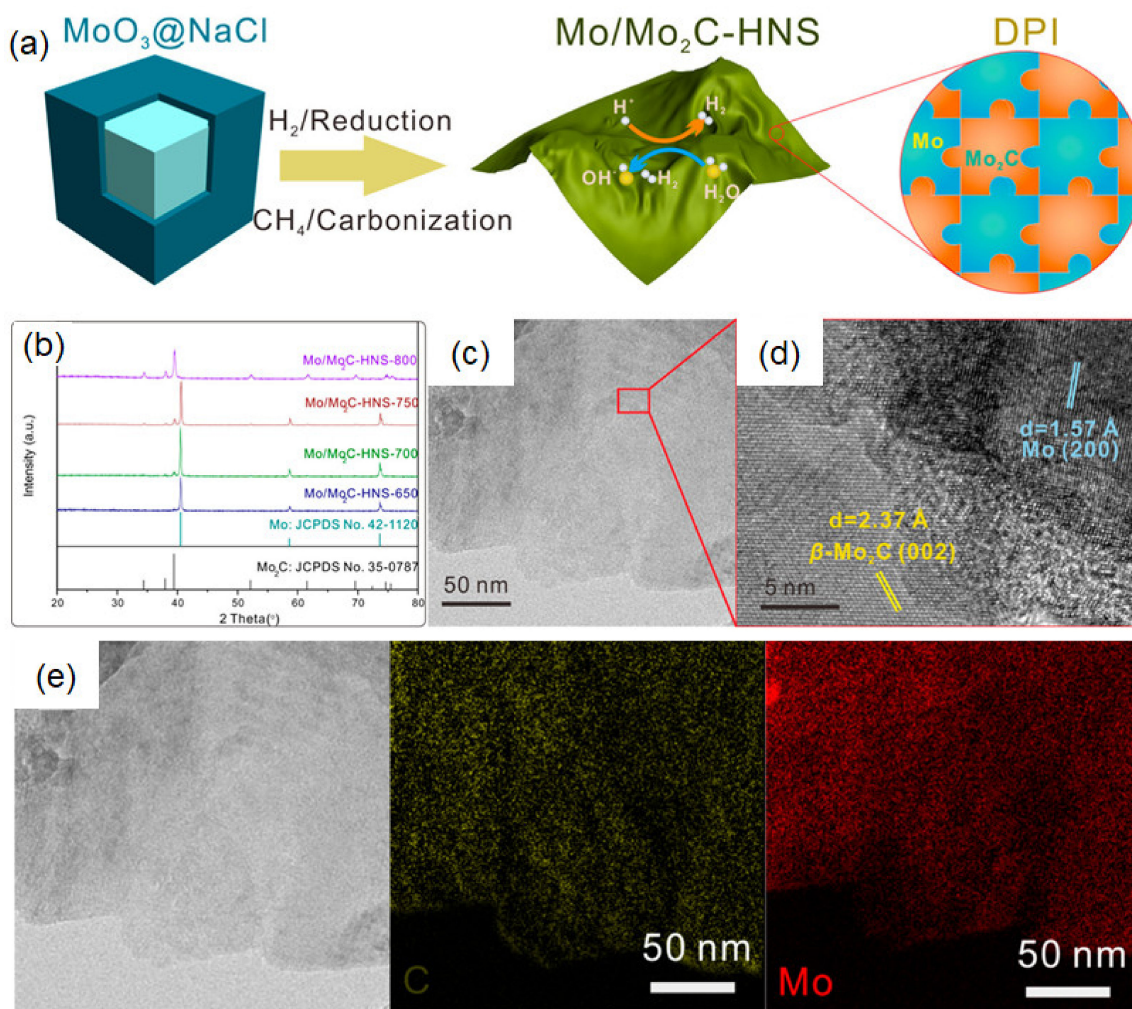 (a)
MoO₃@NaCl
Mo/Mo₂C-HNS
DPI
H₂/Reduction
CH₄/Carbonization
H⁺
H₂
OH⁻
H₂
H₂O
Mo
Mo₂C
(b)
Mo/Mo₂C-HNS-800
Mo/Mo₂C-HNS-750
Mo/Mo₂C-HNS-700
Mo/Mo₂C-HNS-650
Mo: JCPDS No. 42-1120
Mo₂C: JCPDS No. 35-0787
Intensity (a.u.)
20 30 40 50 60 70 80
2 Theta(°)
(c)
50 nm
(d)
d=1.57 Å
Mo (200)
d=2.37 Å
β-Mo₂C (002)
5 nm
(e)
C
50 nm
Mo
50 nm